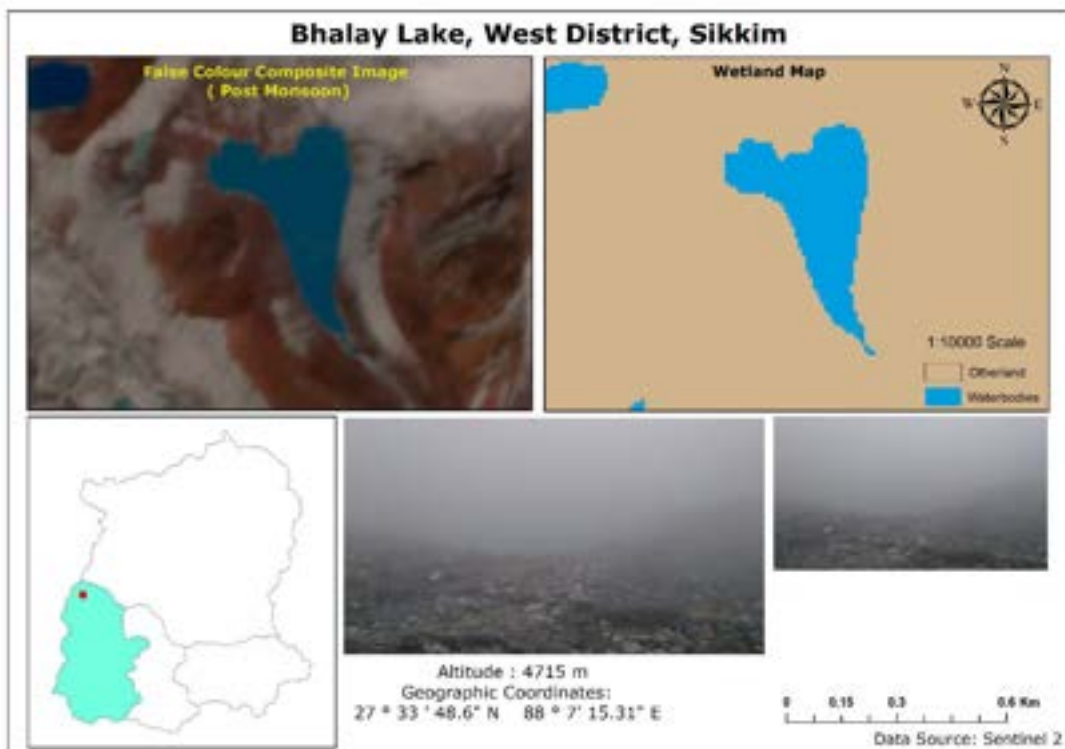 Bhalay Lake, West District, Sikkim
False Colour Composite Image
( Post Monsoon)
Wetland Map
N
W E
S
1:10000 Scale
Otherland
Waterbodies
Altitude : 4715 m
Geographic Coordinates:
27 ° 33 ' 48.6" N 88 ° 7' 15.31" E
0 0.15 0.3 0.6 Km
Data Source: Sentinel 2